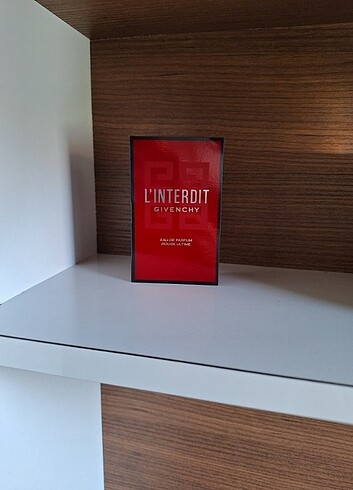 L'INTERDIT
GIVENCHY
EAU DE PARFUM
ROUGE ULTIME